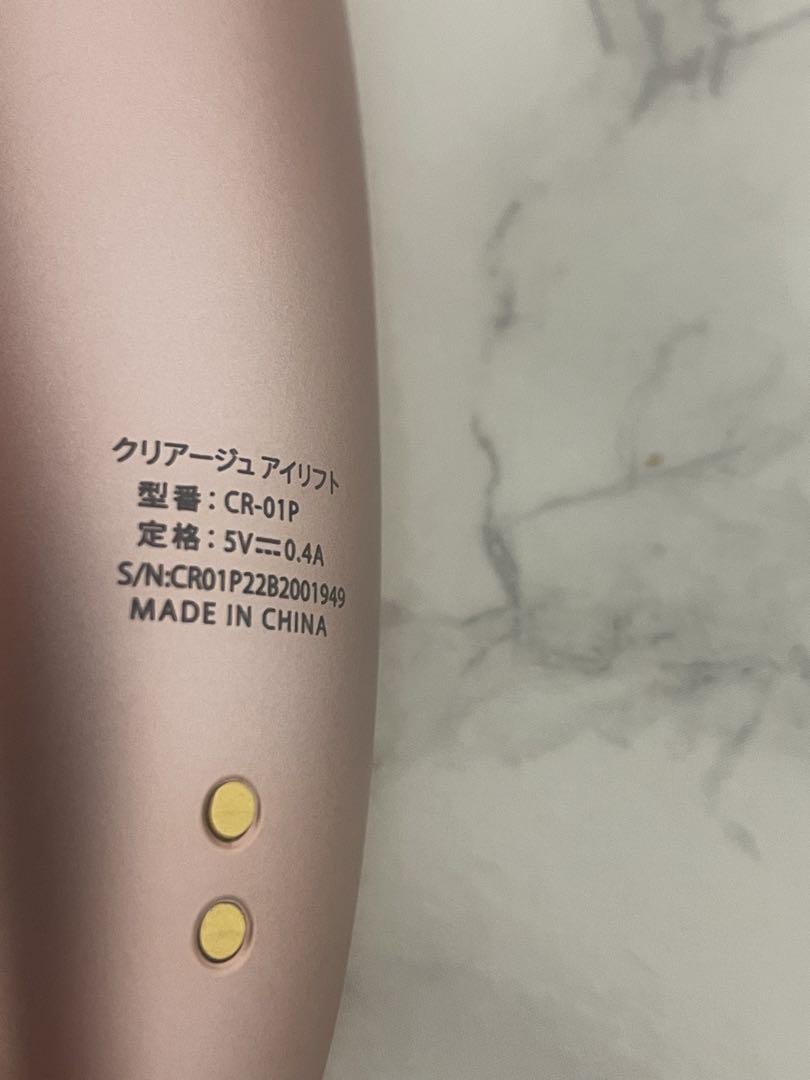 クリアージュ アイリフト
型番：CR-01P
定格：5V⎓0.4A
S/N:CR01P22B2001949
MADE IN CHINA